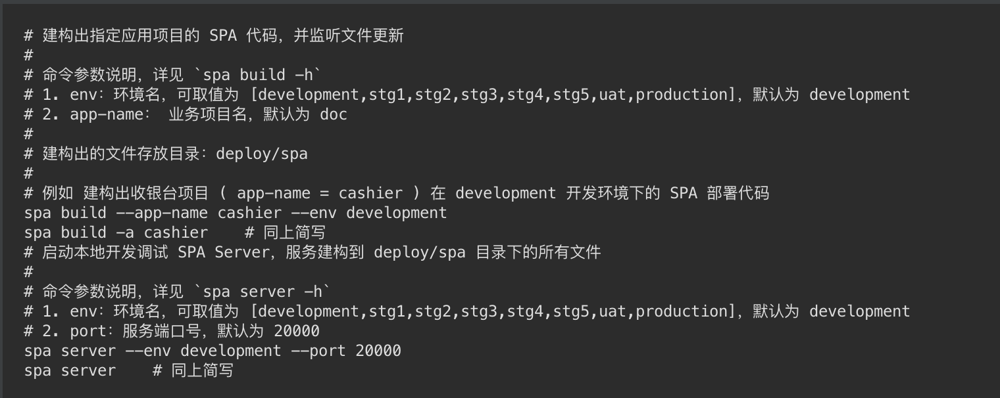 # 建构出指定应用项目的 SPA 代码，并监听文件更新
#
# 命令参数说明，详见 `spa build -h`
# 1. env：环境名，可取值为 [development,stg1,stg2,stg3,stg4,stg5,uat,production]，默认为 development
# 2. app-name： 业务项目名，默认为 doc
#
# 建构出的文件存放目录：deploy/spa
#
# 例如 建构出收银台项目 ( app-name = cashier ) 在 development 开发环境下的 SPA 部署代码
spa build --app-name cashier --env development
spa build -a cashier    # 同上简写
# 启动本地开发调试 SPA Server，服务建构到 deploy/spa 目录下的所有文件
#
# 命令参数说明，详见 `spa server -h`
# 1. env：环境名，可取值为 [development,stg1,stg2,stg3,stg4,stg5,uat,production]，默认为 development
# 2. port：服务端口号，默认为 20000
spa server --env development --port 20000
spa server    # 同上简写